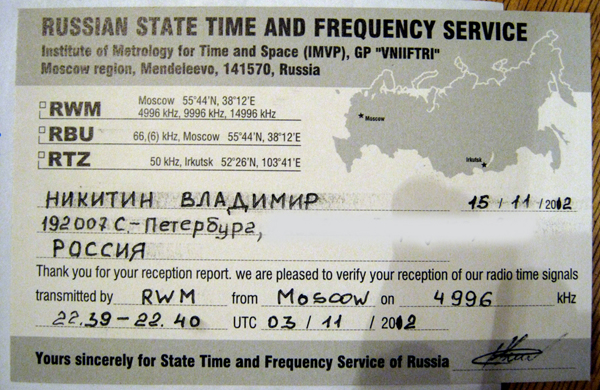 RUSSIAN STATE TIME AND FREQUENCY SERVICE
Institute of Metrology for Time and Space (IMVP), GP "VNIIFTRI"
Moscow region, Mendeleevo, 141570, Russia
RWM Moscow 55°44'N, 38°12'E
4996 kHz, 9996 kHz, 14996 kHz
RBU 66,(6) kHz, Moscow 55°44'N, 38°12'E
RTZ 50 kHz, Irkutsk 52°26'N, 103°41'E
Moscow
Irkutsk
НИКИТИН ВЛАДИМИР 15 / 11 / 2012
192007 С.-Петербург,
РОССИЯ
Thank you for your reception report. we are pleased to verify your reception of our radio time signals
transmitted by RWM from Moscow on 4996 kHz
22.39 – 22.40 UTC 03 / 11 / 2012
Yours sincerely for State Time and Frequency Service of Russia